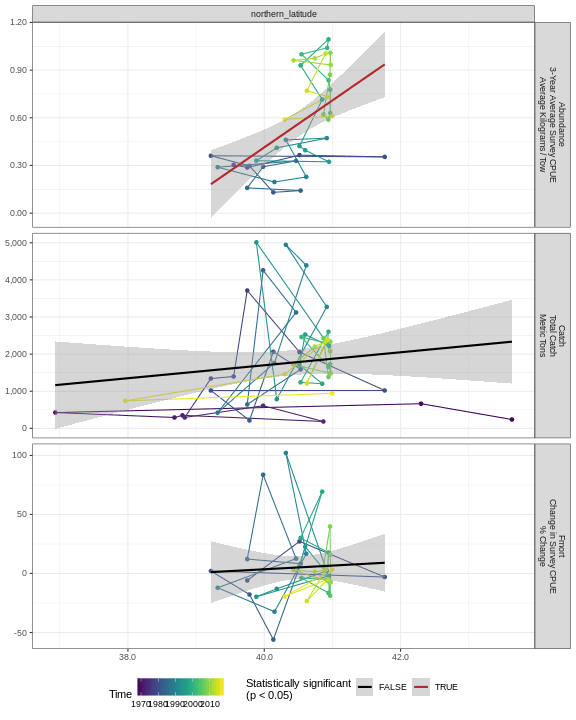 northern_latitude
1.20
0.90
0.60
0.30
0.00
Abundance
3-Year Average Survey CPUE
Average Kilograms / Tow
5,000
4,000
3,000
2,000
1,000
0
Catch
Total Catch
Metric Tons
100
50
0
-50
Fmort
Change in Survey CPUE
% Change
38.0 40.0 42.0
Time
1970 1980 1990 2000 2010
Statistically significant
(p < 0.05)
FALSE TRUE